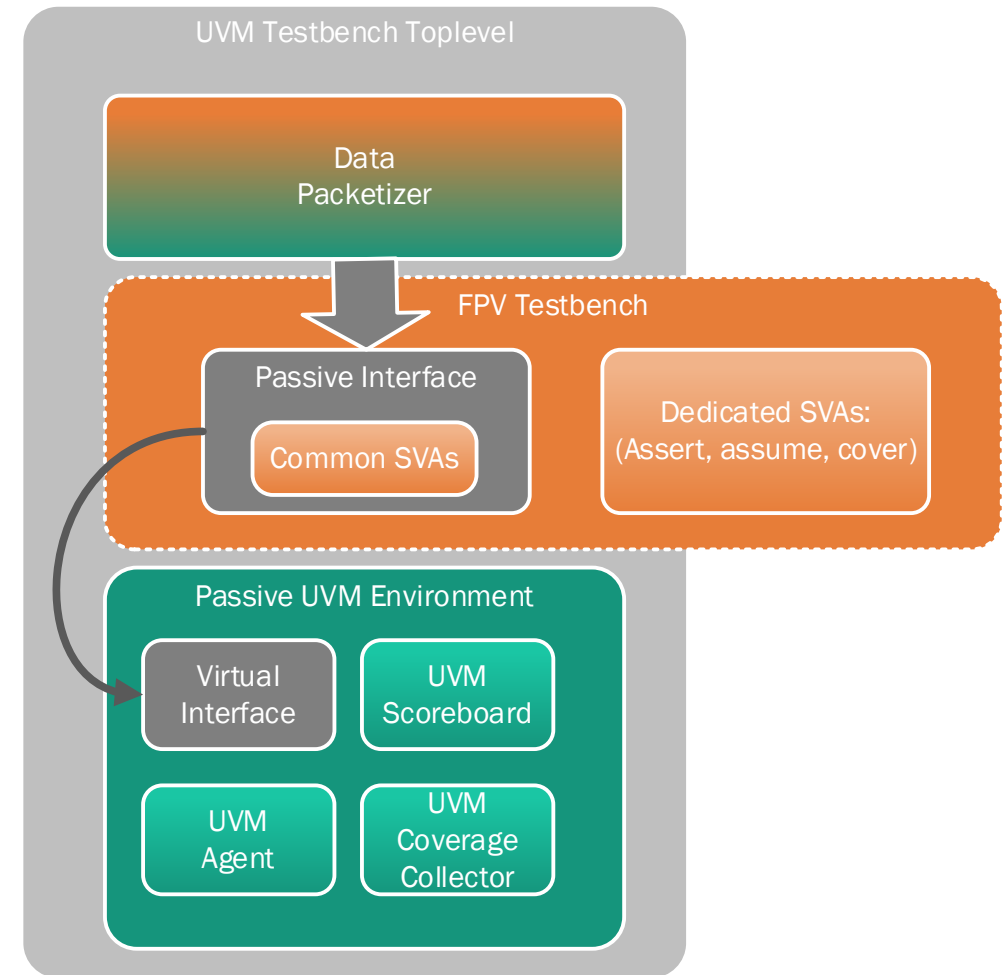 UVM Testbench Toplevel
Data
Packetizer
FPV Testbench
Passive Interface
Common SVAs
Dedicated SVAs:
(Assert, assume, cover)
Passive UVM Environment
Virtual
Interface
UVM
Scoreboard
UVM
Agent
UVM
Coverage
Collector